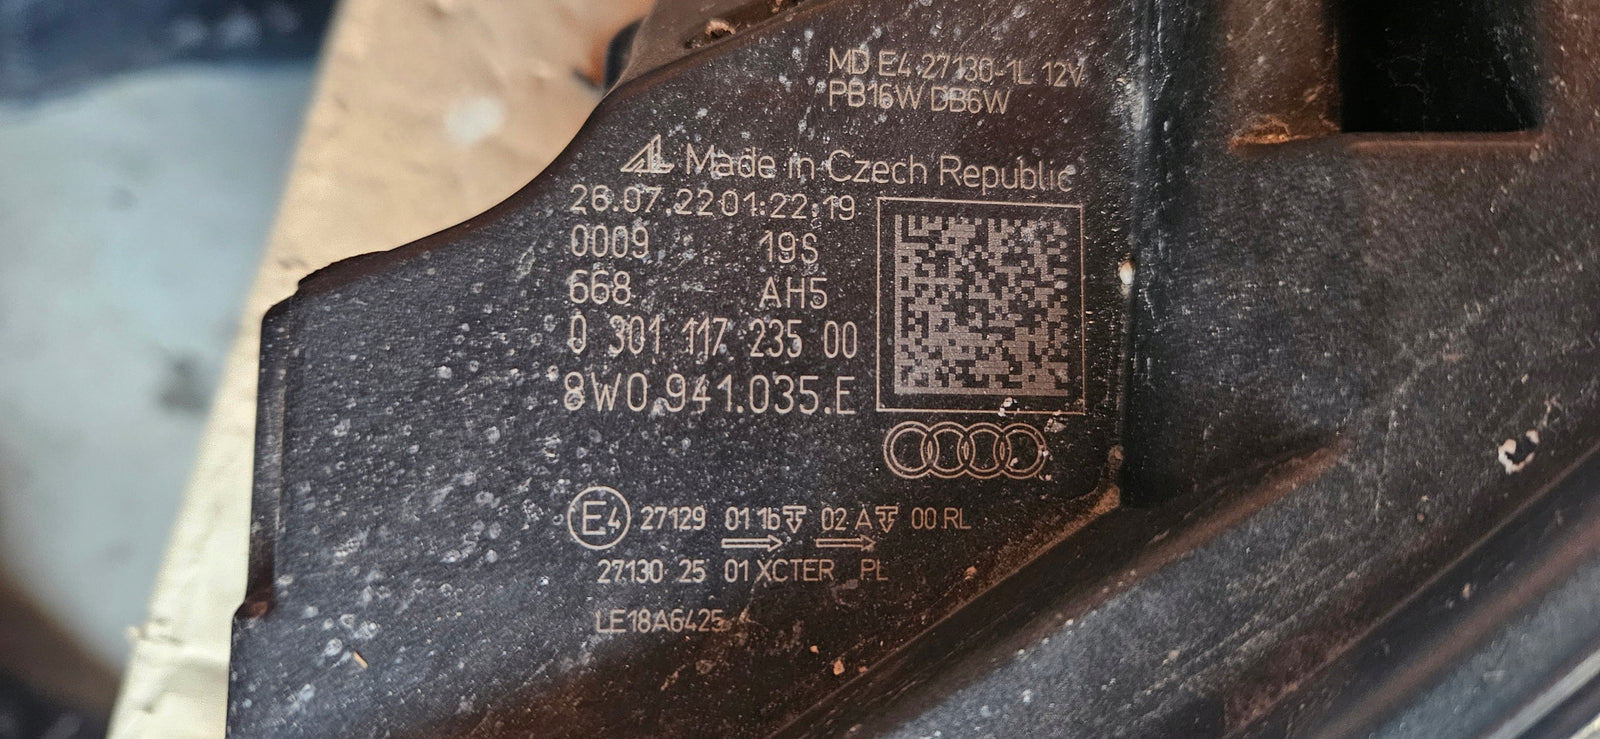 MD E4 27130-1L 12V
PB16W DB6W
AL Made in Czech Republic
26.07.22 01:22:19
0009 19S
668 AH5
0 301 117 235 00
8W0.941.035.E
E4 27129 01 1b 02 A 00 RL
27130 25 01 XCTER PL
LE18A6425